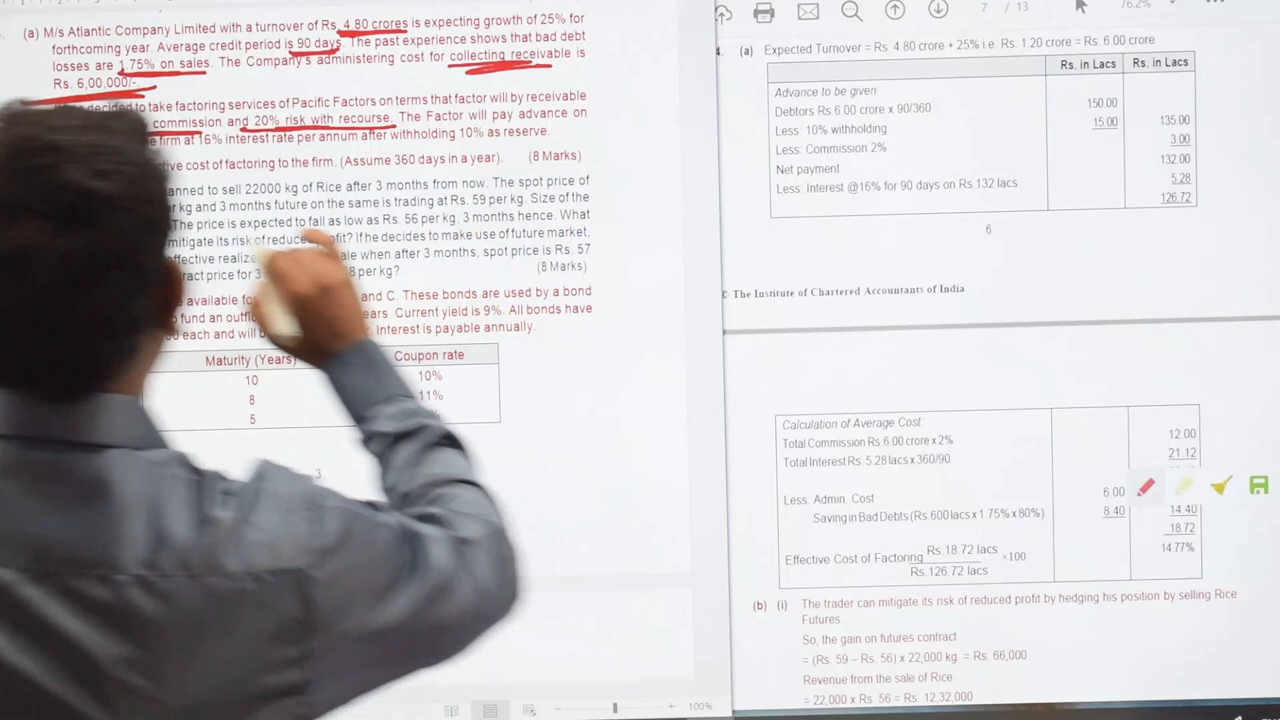 (a) M/s Atlantic Company Limited with a turnover of Rs. 4.80 crores is expecting growth of 25% for
forthcoming year. Average credit period is 90 days. The past experience shows that bad debt
losses are 1.75% on sales. The Company's administering cost for collecting receivable is
Rs. 6,00,000/-.
decided to take factoring services of Pacific Factors on terms that factor will by receivable
commission and 20% risk with recourse. The Factor will pay advance on
firm at 16% interest rate per annum after withholding 10% as reserve.
cost of factoring to the firm. (Assume 360 days in a year). (8 Marks)
to sell 22000 kg of Rice after 3 months from now. The spot price of
kg and 3 months future on the same is trading at Rs. 59 per kg. Size of the
The price is expected to fall as low as Rs. 56 per kg. 3 months hence. What
mitigate its risk of reduced If he decides to make use of future market,
when after 3 months, spot price is Rs. 57
price for 3 per kg? (8 Marks)
available and C. These bonds are used by a bond
fund an Current yield is 9%. All bonds have
each and will Interest is payable annually.
Maturity (Years) Coupon rate
10 10%
8 11%
5
3
100%
7 / 13 76.2%
4. (a) Expected Turnover = Rs. 4.80 crore + 25% i.e. Rs. 1.20 crore = Rs. 6.00 crore
Rs. in Lacs Rs. in Lacs
Advance to be given:
Debtors Rs.6.00 crore x 90/360 150.00
Less: 10% withholding 15.00 135.00
Less: Commission 2% 3.00
Net payment 132.00
Less: Interest @16% for 90 days on Rs.132 lacs 5.28
126.72
6
© The Institute of Chartered Accountants of India
Calculation of Average Cost
Total Commission Rs.6.00 crore x 2% 12.00
Total Interest Rs. 5.28 lacs x 360/90 21.12
Less: Admin. Cost 6.00
Saving in Bad Debts (Rs 600 lacs x 1.75% x 80%) 8.40 14.40
18.72
Effective Cost of Factoring Rs. 18.72 lacs / Rs. 126.72 lacs × 100 14.77%
(b) (i) The trader can mitigate its risk of reduced profit by hedging his position by selling Rice
Futures
So, the gain on futures contract
= (Rs. 59 – Rs. 56) x 22,000 kg. = Rs. 66,000
Revenue from the sale of Rice
= 22,000 x Rs. 56 = Rs. 12,32,000